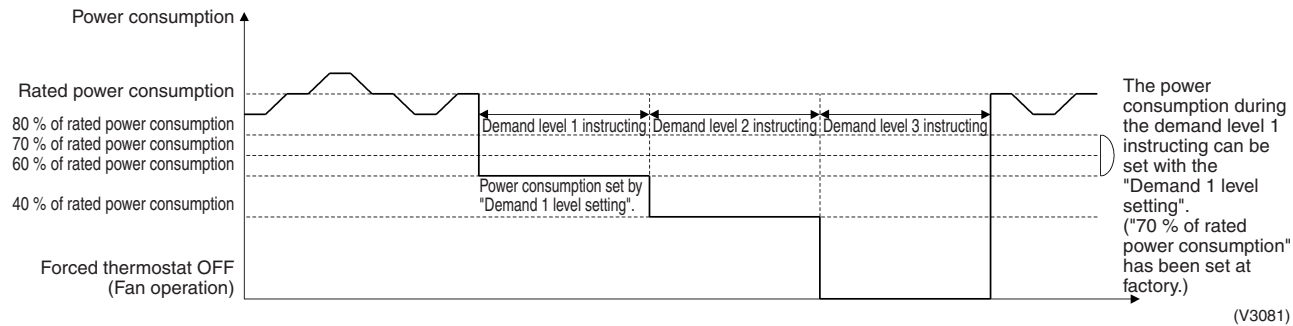 Power consumption
Rated power consumption
80 % of rated power consumption
70 % of rated power consumption
60 % of rated power consumption
40 % of rated power consumption
Forced thermostat OFF
(Fan operation)
Demand level 1 instructing
Demand level 2 instructing
Demand level 3 instructing
Power consumption set by
"Demand 1 level setting".
The power
consumption during
the demand level 1
instructing can be
set with the
"Demand 1 level
setting".
("70 % of rated
power consumption"
has been set at
factory.)
(V3081)